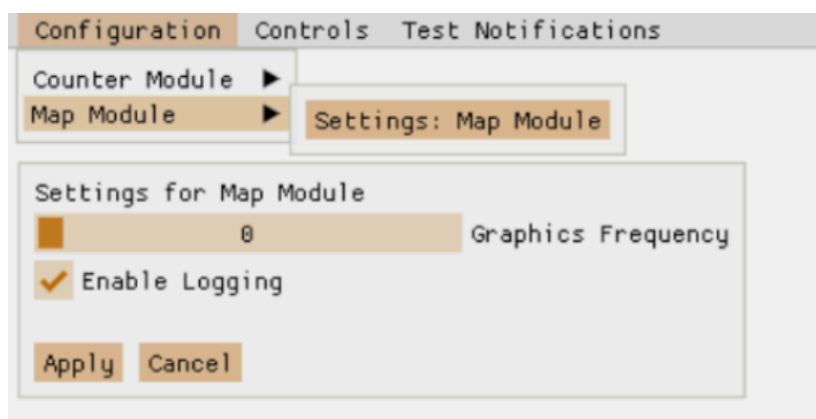 Configuration Controls Test Notifications
Counter Module
Map Module
Settings: Map Module
Settings for Map Module
0 Graphics Frequency
Enable Logging
Apply Cancel